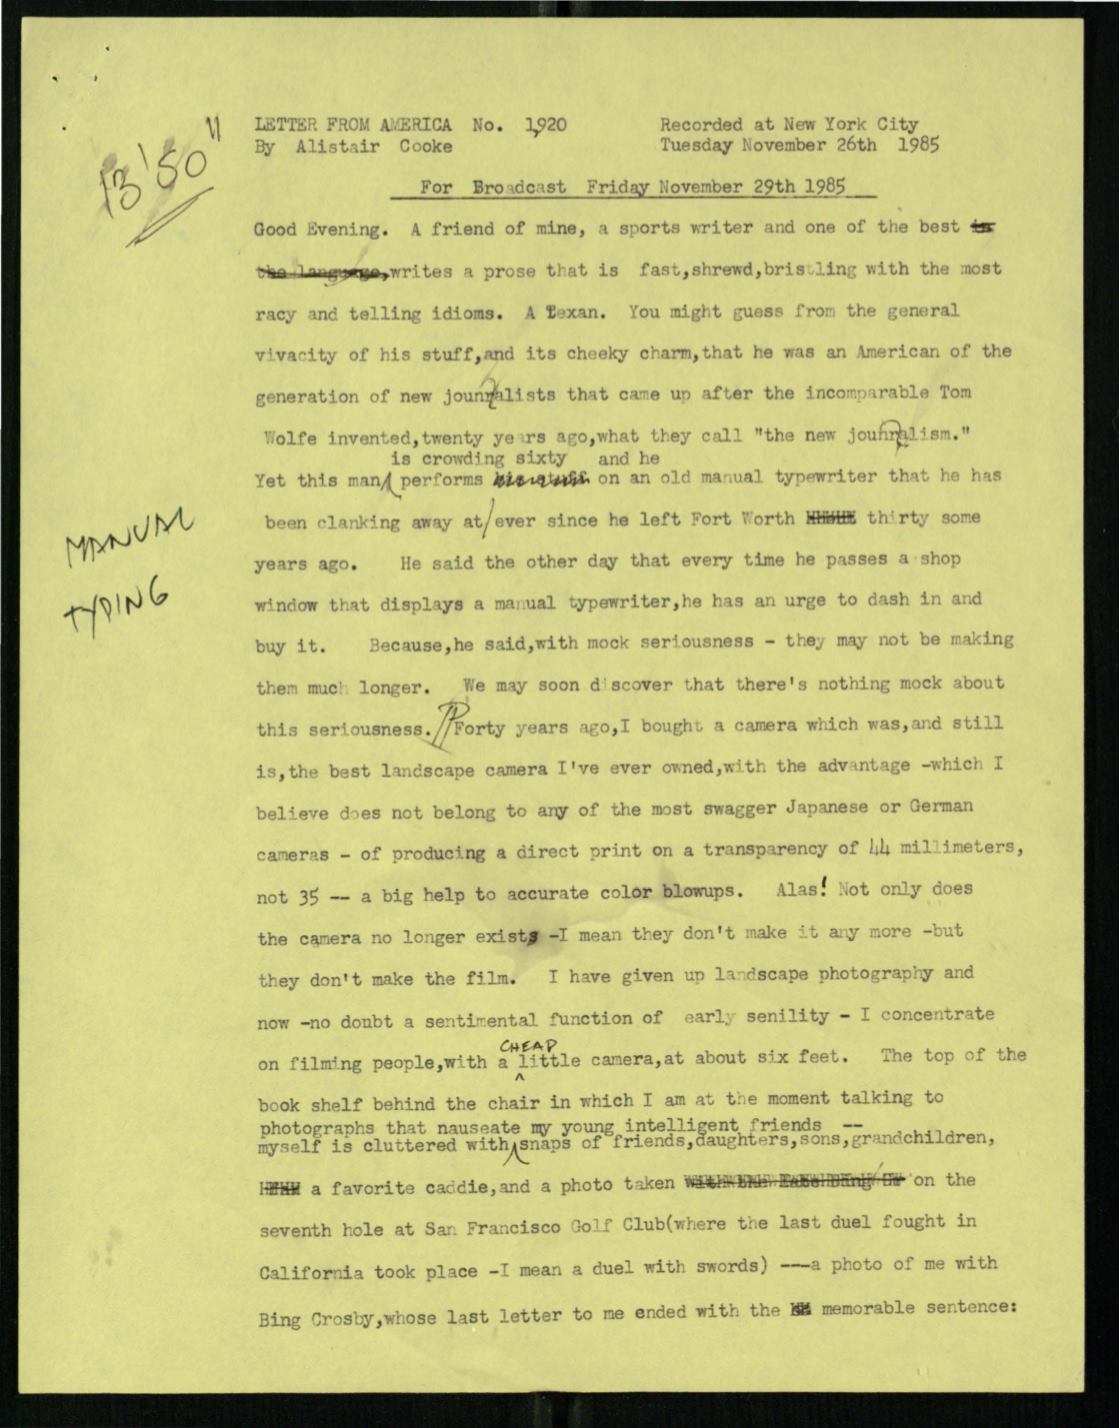 13'50"
LETTER FROM AMERICA No. 1920 Recorded at New York City
By Alistair Cooke Tuesday November 26th 1985
For Broadcast Friday November 29th 1985
Good Evening. A friend of mine, a sports writer and one of the best in
the language,writes a prose that is fast,shrewd,bristling with the most
racy and telling idioms. A Texan. You might guess from the general
vivacity of his stuff,and its cheeky charm,that he was an American of the
generation of new jounralists that came up after the incomparable Tom
Wolfe invented,twenty years ago,what they call "the new jounralism."
is crowding sixty and he
Yet this man performs his stuff on an old manual typewriter that he has
been clanking away at/ever since he left Fort Worth thirty some
MANUAL
years ago. He said the other day that every time he passes a shop
TYPING
window that displays a manual typewriter,he has an urge to dash in and
buy it. Because,he said,with mock seriousness - they may not be making
them much longer. We may soon discover that there's nothing mock about
this seriousness. Forty years ago,I bought a camera which was,and still
is,the best landscape camera I've ever owned,with the advantage -which I
believe does not belong to any of the most swagger Japanese or German
cameras - of producing a direct print on a transparency of 44 millimeters,
not 35 -- a big help to accurate color blowups. Alas! Not only does
the camera no longer exists -I mean they don't make it any more -but
they don't make the film. I have given up landscape photography and
now -no doubt a sentimental function of early senility - I concentrate
CHEAP
on filming people,with a little camera,at about six feet. The top of the
book shelf behind the chair in which I am at the moment talking to
photographs that nauseate my young intelligent friends --
myself is cluttered with snaps of friends,daughters,sons,grandchildren,
a favorite caddie,and a photo taken with the late Bing Cr on the
seventh hole at San Francisco Golf Club(where the last duel fought in
California took place -I mean a duel with swords) ---a photo of me with
Bing Crosby,whose last letter to me ended with the memorable sentence: